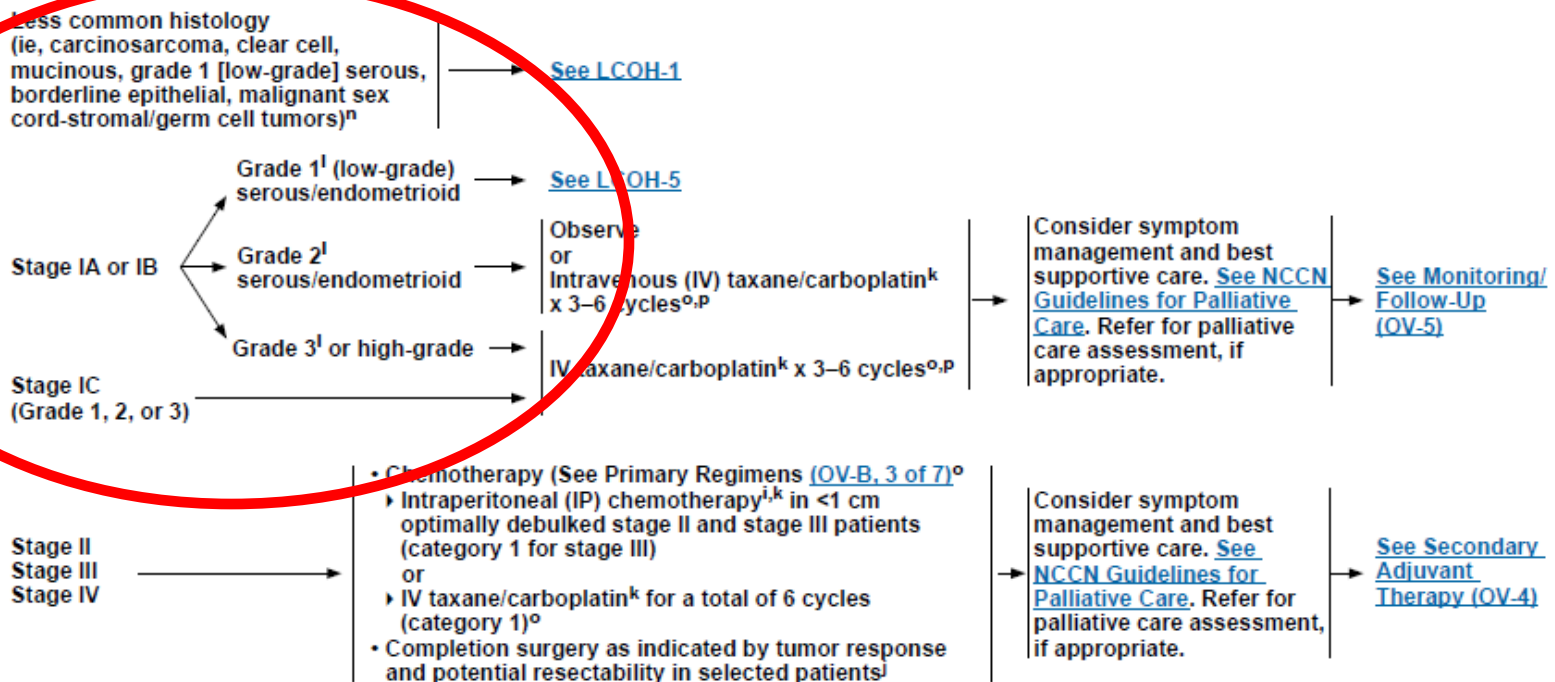 Less common histology
(ie, carcinosarcoma, clear cell,
mucinous, grade 1 [low-grade] serous,
borderline epithelial, malignant sex
cord-stromal/germ cell tumors)ⁿ
See LCOH-1
Stage IA or IB
Grade 1ˡ (low-grade)
serous/endometrioid
See LCOH-5
Grade 2ˡ
serous/endometrioid
Observe
or
Intravenous (IV) taxane/carboplatinᵏ
x 3–6 cyclesᵒ,ᵖ
Grade 3ˡ or high-grade
Stage IC
(Grade 1, 2, or 3)
IV taxane/carboplatinᵏ x 3–6 cyclesᵒ,ᵖ
Consider symptom
management and best
supportive care. See NCCN
Guidelines for Palliative
Care. Refer for palliative
care assessment, if
appropriate.
See Monitoring/
Follow-Up
(OV-5)
Stage II
Stage III
Stage IV
• Chemotherapy (See Primary Regimens (OV-B, 3 of 7)ᵒ
▸ Intraperitoneal (IP) chemotherapyⁱ,ᵏ in <1 cm
optimally debulked stage II and stage III patients
(category 1 for stage III)
or
▸ IV taxane/carboplatinᵏ for a total of 6 cycles
(category 1)ᵒ
• Completion surgery as indicated by tumor response
and potential resectability in selected patientsʲ
Consider symptom
management and best
supportive care. See
NCCN Guidelines for
Palliative Care. Refer for
palliative care assessment,
if appropriate.
See Secondary
Adjuvant
Therapy (OV-4)